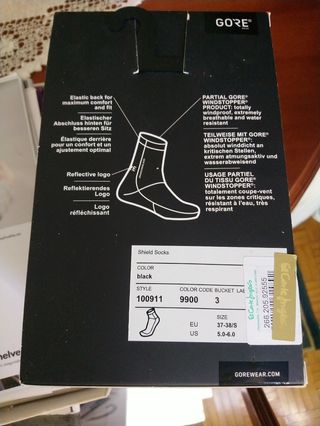 GORE
WEAR
Elastic back for
maximum comfort
and fit
Elastischer
Abschluss hinten für
besseren Sitz
Élastique derrière
pour un confort et un
ajustement optimal
Reflective logo
Reflektierendes
Logo
Logo
réfléchissant
PARTIAL GORE®
WINDSTOPPER®
PRODUCT: totally
windproof, extremely
breathable and water
resistant
TEILWEISE MIT GORE®
WINDSTOPPER®:
absolut winddicht an
kritischen Stellen,
extrem atmungsaktiv und
wasserabweisend
USAGE PARTIEL
DU TISSU GORE®
WINDSTOPPER®:
totalement coupe-vent
sur les zones critiques,
résistant à l'eau, très
respirant
Shield Socks
COLOR
black
STYLE
COLOR CODE
BUCKET
100911
9900
3
SIZE
EU
37-38/S
US
5.0-6.0
266.205.92555
GOREWEAR.COM